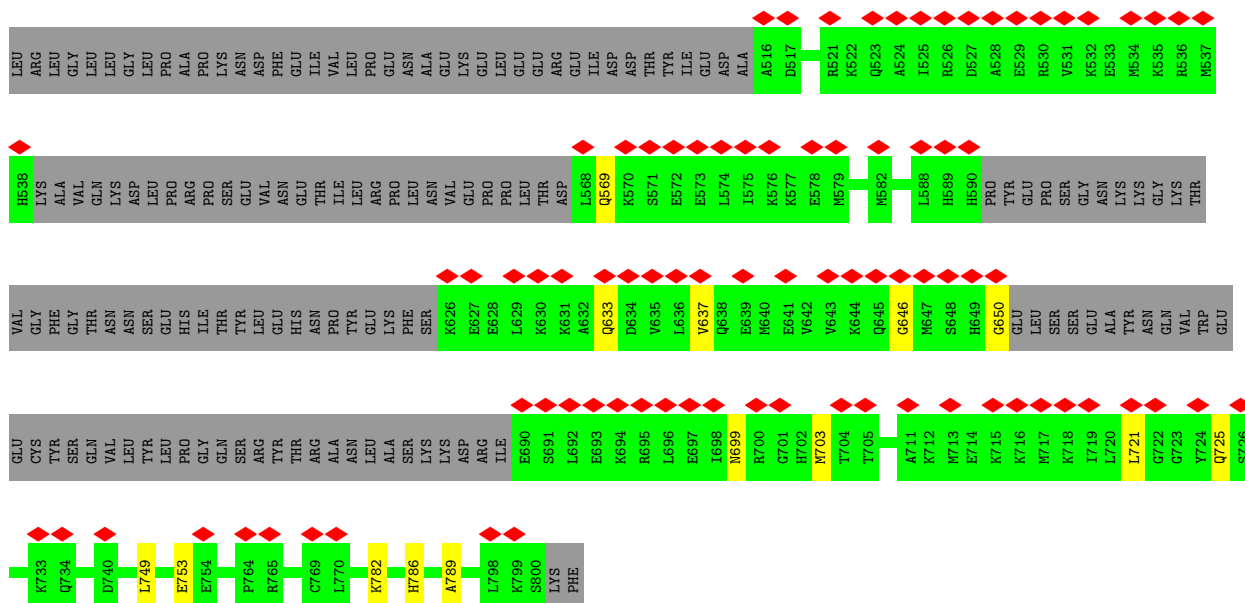 LEU ARG LEU GLY LEU LEU GLY LEU PRO ALA PRO LYS ASN ASP PHE GLU ILE VAL LEU PRO GLU ASN ALA GLU LYS GLU LEU GLU GLU ARG GLU ILE ASP ASP THR TYR ILE GLU ASP ALA A516 D517 R521 K522 Q523 A524 I525 R526 D527 A528 E529 R530 V531 K532 E533 M534 K535 R536 M537
H538 LYS ALA VAL GLN LYS ASP LEU PRO ARG PRO SER GLU VAL ASN GLU THR ILE LEU ARG PRO LEU ASN VAL GLU PRO PRO LEU THR ASP L568 Q569 K570 S571 E572 E573 L574 I575 K576 K577 E578 M579 M582 L588 H589 H590 PRO TYR GLU PRO SER GLY ASN LYS LYS GLY LYS THR
VAL GLY PHE GLY THR ASN ASN SER GLU HIS ILE THR TYR LEU GLU HIS ASN PRO TYR GLU LYS PHE SER K626 E627 E628 L629 K630 K631 A632 Q633 D634 V635 L636 V637 Q638 E639 M640 E641 V642 V643 K644 Q645 G646 M647 S648 H649 G650 GLU LEU SER SER GLU ALA TYR ASN GLN VAL TRP GLU
GLU CYS TYR SER GLN VAL LEU TYR LEU PRO GLY GLN SER ARG TYR THR ARG ALA ASN LEU ALA SER LYS LYS ASP ARG ILE E690 S691 L692 E693 K694 R695 L696 E697 I698 N699 R700 G701 H702 M703 T704 T705 A711 K712 M713 E714 K715 K716 M717 K718 I719 L720 L721 G722 G723 Y724 Q725 S726
K733 Q734 D740 L749 E753 E754 P764 R765 C769 L770 K782 H786 A789 L798 K799 S800 LYS PHE